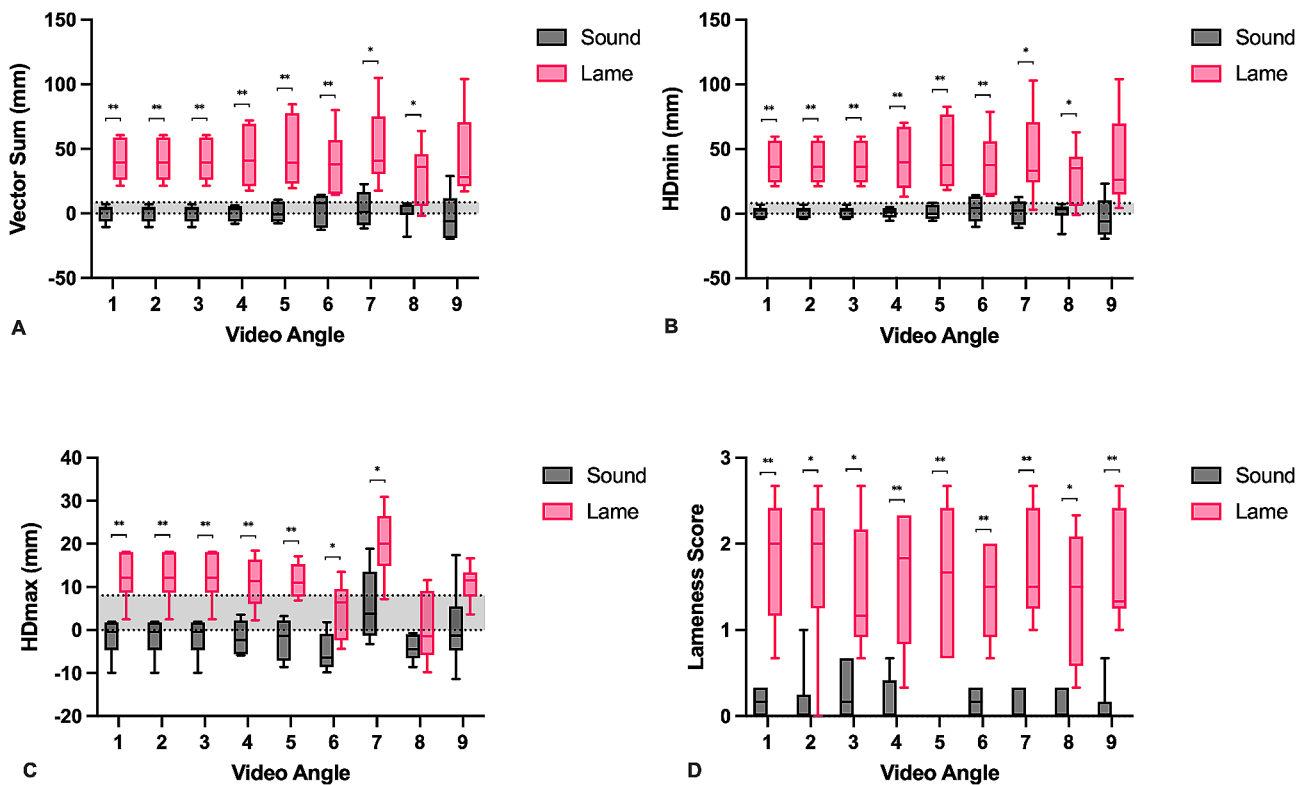 150
100
50
0
-50
Vector Sum (mm)
** ** ** ** ** ** * *
Sound
Lame
1 2 3 4 5 6 7 8 9
Video Angle
A
150
100
50
0
-50
HDmin (mm)
** ** ** ** ** ** * *
Sound
Lame
1 2 3 4 5 6 7 8 9
Video Angle
B
40
30
20
10
0
-10
-20
HDmax (mm)
** ** ** ** ** * *
Sound
Lame
1 2 3 4 5 6 7 8 9
Video Angle
C
3
2
1
0
Lameness Score
** * * ** ** ** ** * **
Sound
Lame
1 2 3 4 5 6 7 8 9
Video Angle
D